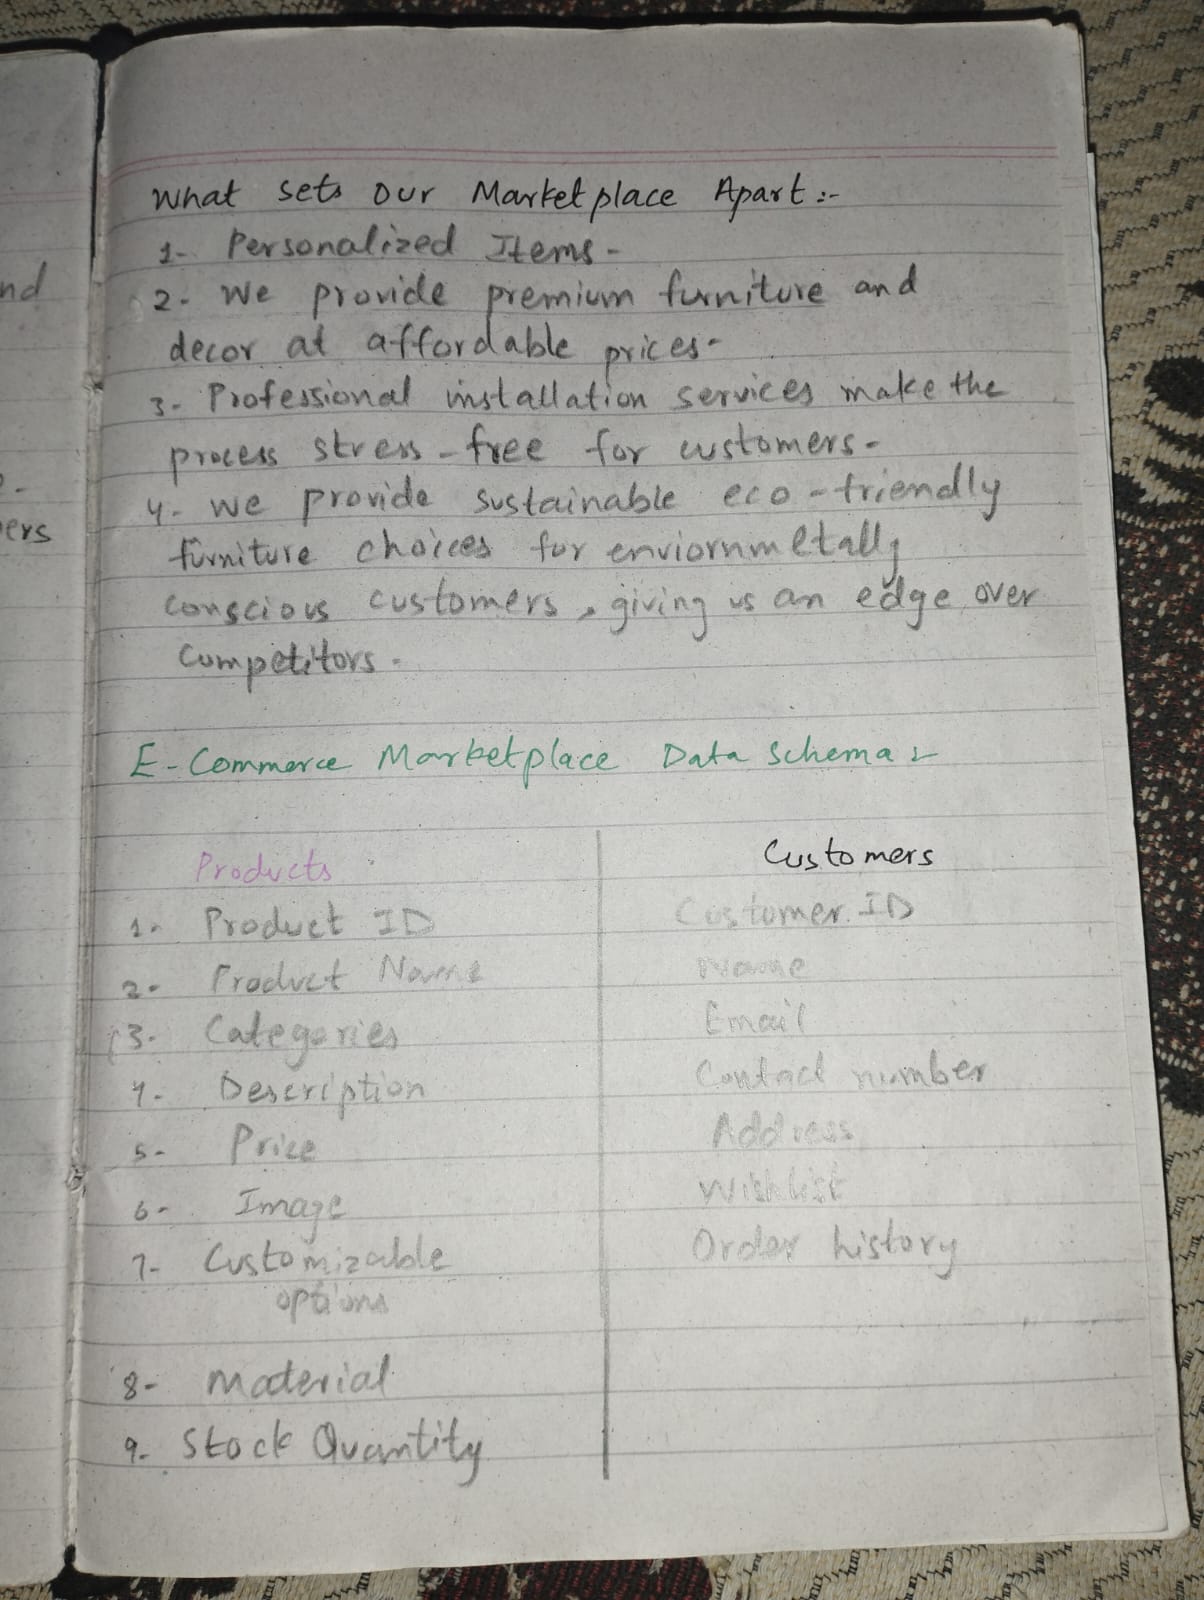 What sets our Marketplace Apart :-
1- Personalized Items -
nd
2- We provide premium furniture and
decor at affordable prices-
3- Professional installation services make the
process stress-free for customers-
4- we provide sustainable eco-friendly
ers
furniture choices for enviornmetally
conscious customers, giving us an edge over
competitors-
E-Commerce Marketplace Data Schema :-
Products
1- Product ID
2- Product Name
3- Categories
4- Description
5- Price
6- Image
7- Customizable
options
8- Material
9- Stock Quantity
Customers
Customer ID
Name
Email
Contact number
Address
Wishlist
Order history